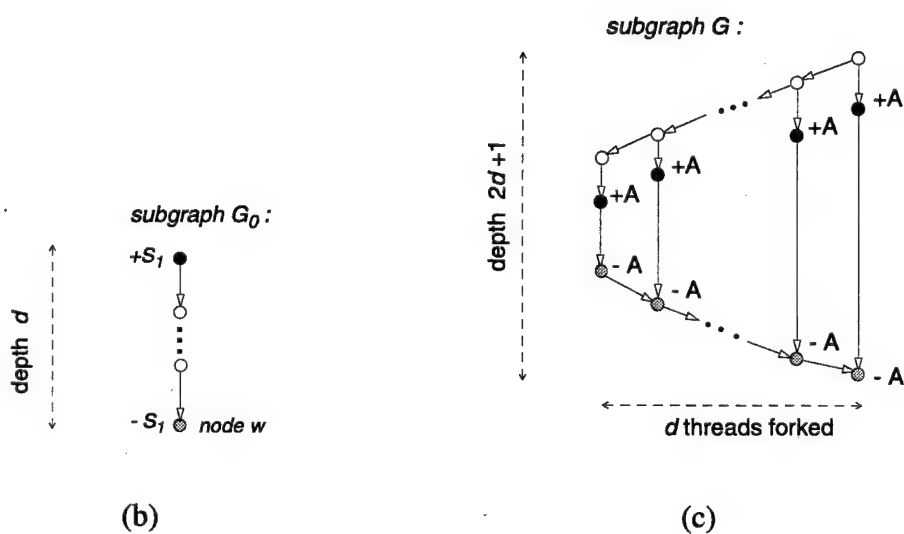 subgraph G₀ :
+S₁
depth d
- S₁ node w
(b)
subgraph G :
depth 2d+1
+A
+A
+A
+A
- A
- A
- A
- A
d threads forked
(c)